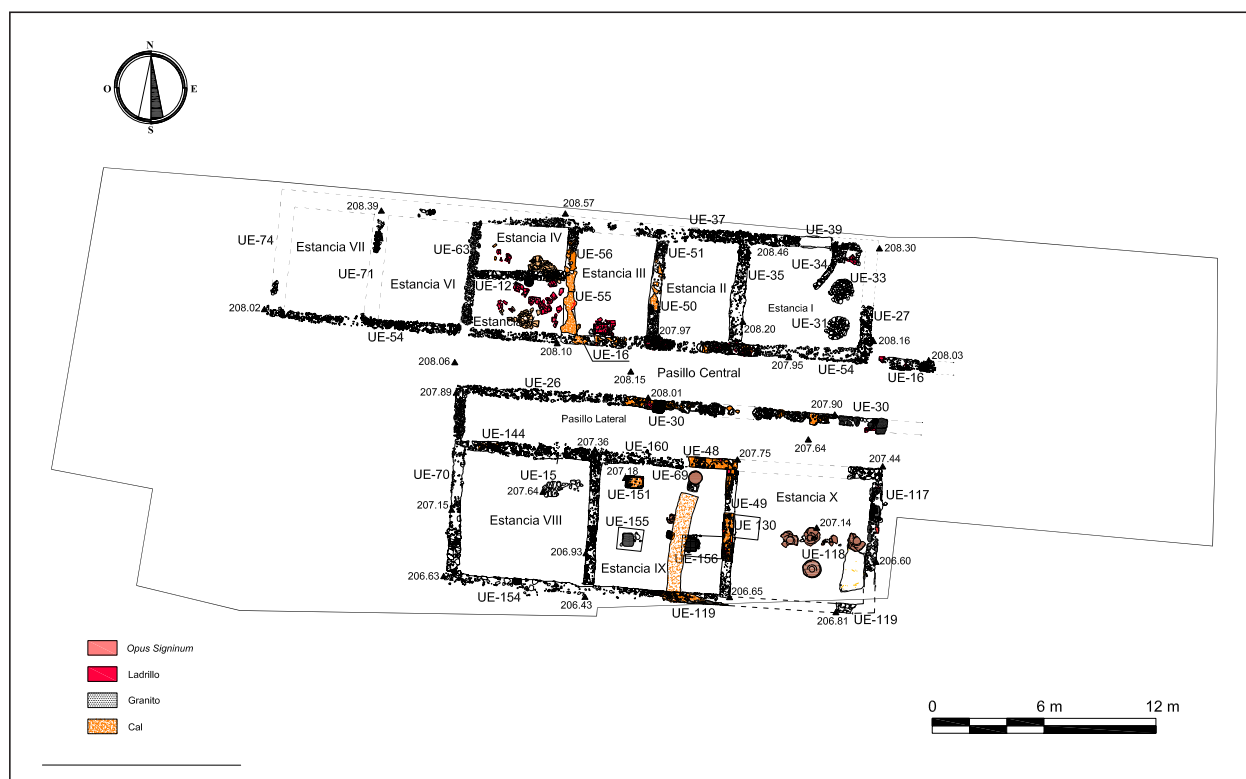 N
O
E
S
208.57
208.39
UE-37
UE-39
UE-74
Estancia VII
UE-63
Estancia IV
UE-56
UE-51
208.46
208.30
UE-34
UE-71
Estancia VI
UE-12
Estancia III
Estancia II
UE-35
UE-33
UE-55
UE-50
Estancia I
208.02
Estancia
207.97
208.20
UE-31
UE-27
UE-54
208.10
UE-16
207.95
UE-54
208.16
208.03
UE-16
208.06
208.15
Pasillo Central
207.89
UE-26
208.01
207.90
UE-30
Pasillo Lateral
UE-30
207.64
UE-144
207.36
UE-160
UE-48
207.75
207.44
UE-70
UE-15
207.18
UE-69
207.64
UE-151
UE-49
Estancia X
UE-117
207.15
Estancia VIII
UE-155
UE 130
207.14
206.93
UE-156
UE-118
206.63
Estancia IX
206.60
UE-154
206.43
UE-119
206.65
206.81
UE-119
Opus Signinum
Ladrillo
Granito
Cal
0 6 m 12 m